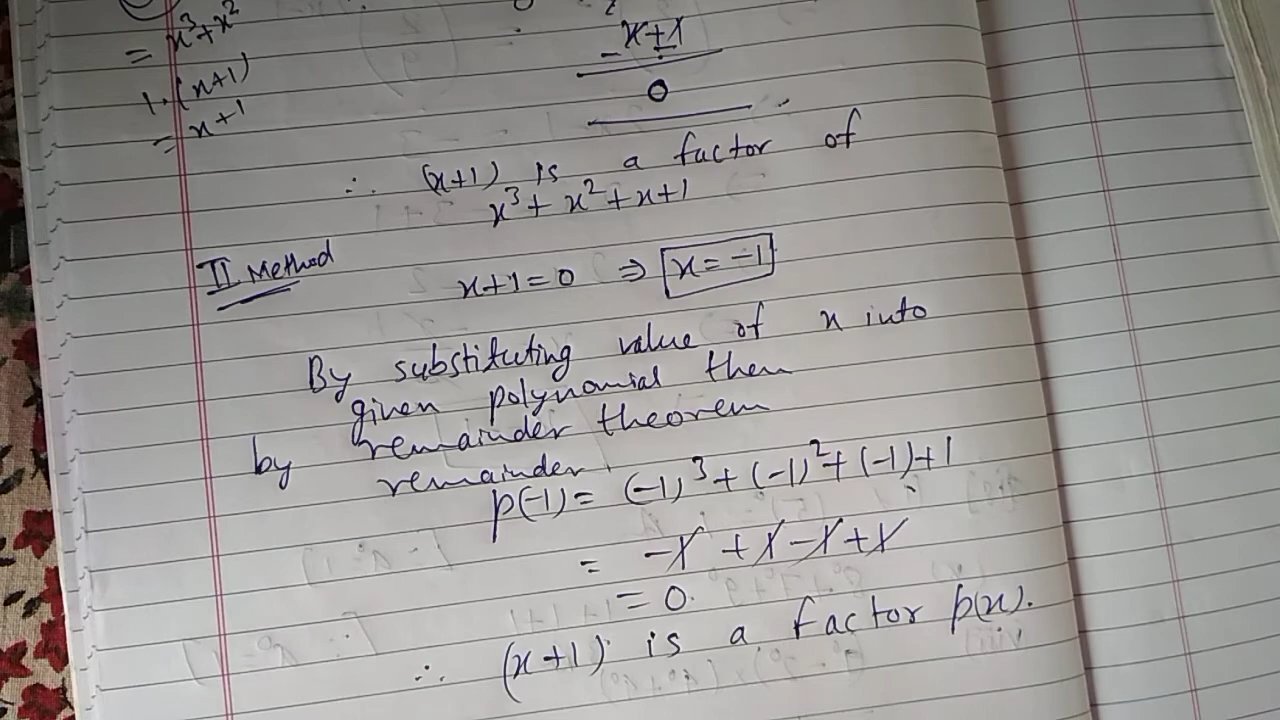 = x³+x²
1.(x+1)
= x+1
- x+1
0
∴ (x+1) is a factor of
x³+x²+x+1
II Method
x+1=0 ⇒ x=-1
By substituting value of x into
given polynomial then
by remainder theorem
remainder
p(-1)= (-1)³+(-1)²+(-1)+1
= -1+1-1+1
=0.
∴ (x+1) is a factor p(x).